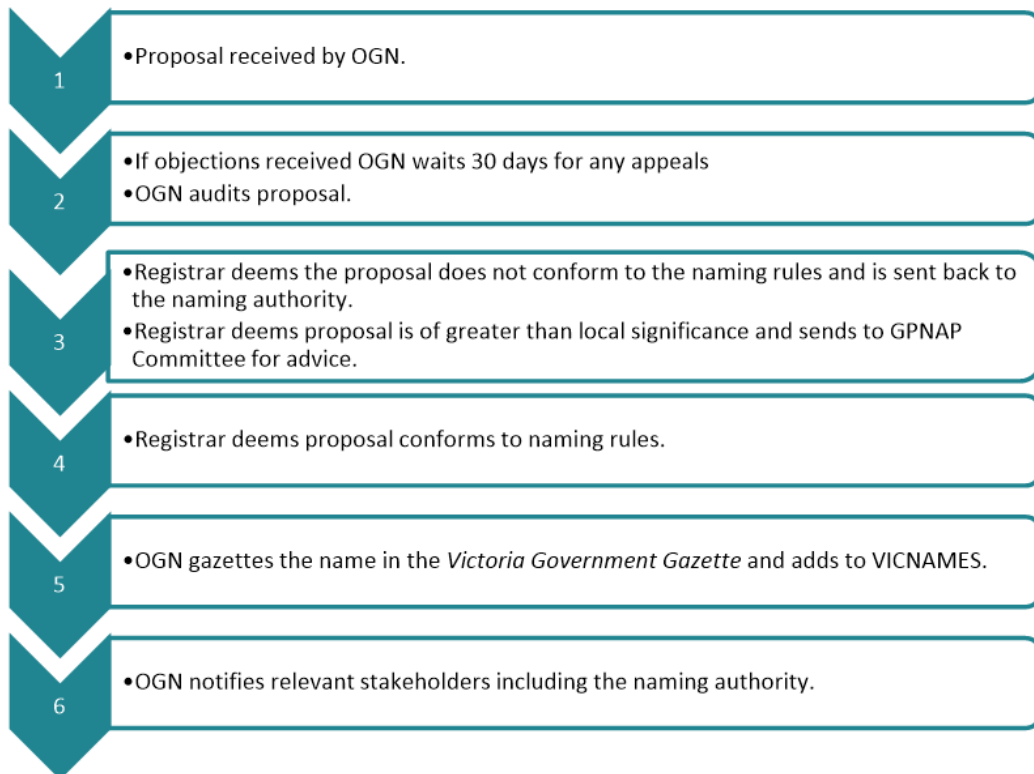 1
•Proposal received by OGN.
2
•If objections received OGN waits 30 days for any appeals
•OGN audits proposal.
3
•Registrar deems the proposal does not conform to the naming rules and is sent back to
the naming authority.
•Registrar deems proposal is of greater than local significance and sends to GPNAP
Committee for advice.
4
•Registrar deems proposal conforms to naming rules.
5
•OGN gazettes the name in the Victoria Government Gazette and adds to VICNAMES.
6
•OGN notifies relevant stakeholders including the naming authority.